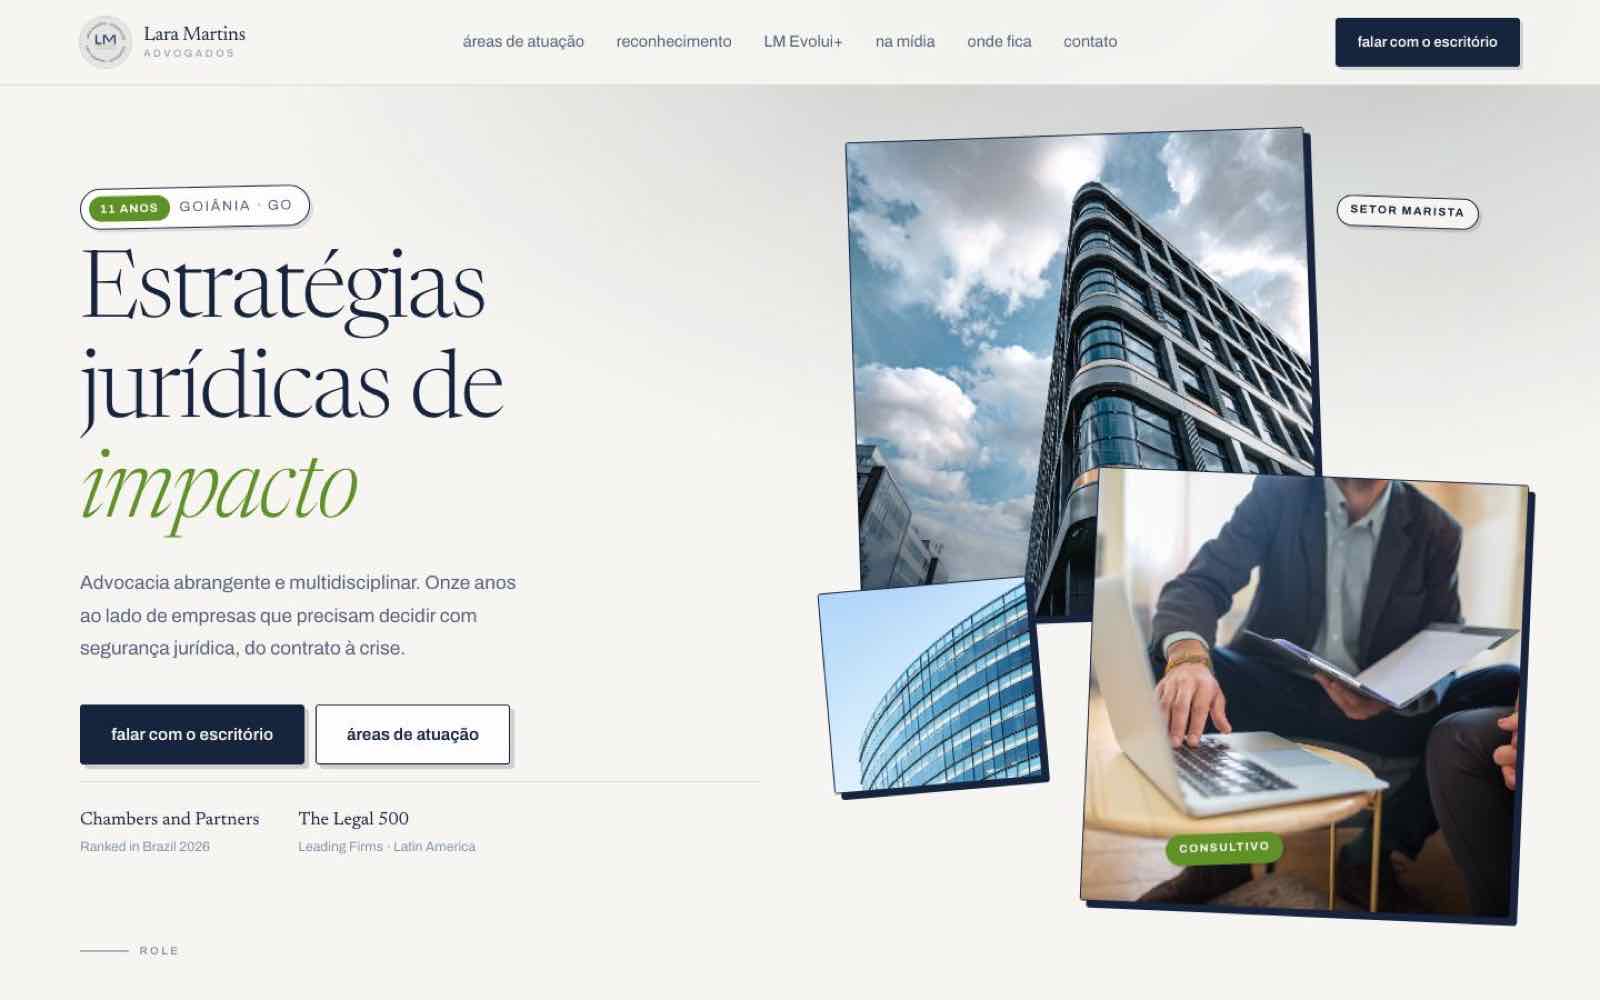 LM
Lara Martins
ADVOGADOS
áreas de atuação
reconhecimento
LM Evolui+
na mídia
onde fica
contato
falar com o escritório
11 ANOS
GOIÂNIA · GO
SETOR MARISTA
Estratégias
jurídicas de
impacto
Advocacia abrangente e multidisciplinar. Onze anos
ao lado de empresas que precisam decidir com
segurança jurídica, do contrato à crise.
falar com o escritório
áreas de atuação
Chambers and Partners
Ranked in Brazil 2026
The Legal 500
Leading Firms · Latin America
CONSULTIVO
ROLE